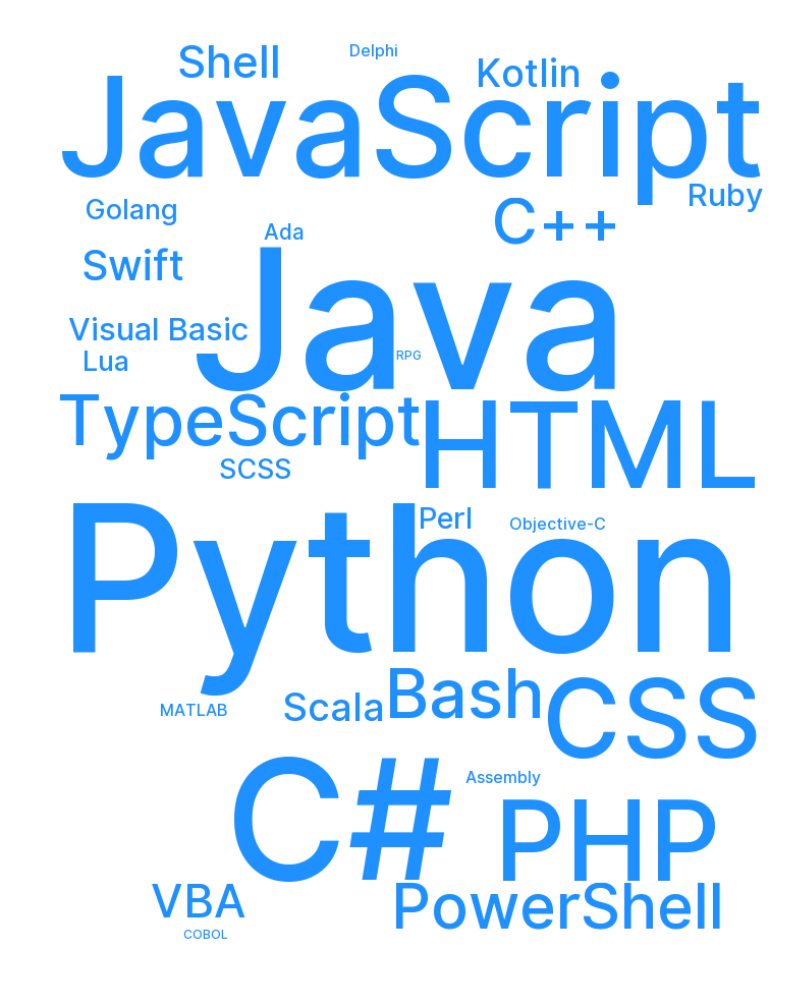 Shell
Delphi
Kotlin
JavaScript
Golang
Ruby
Ada
C++
Swift
Java
Visual Basic
Lua
RPG
TypeScript
HTML
SCSS
Python
Perl
Objective-C
MATLAB
Scala
Bash
CSS
C#
Assembly
PHP
VBA
PowerShell
COBOL